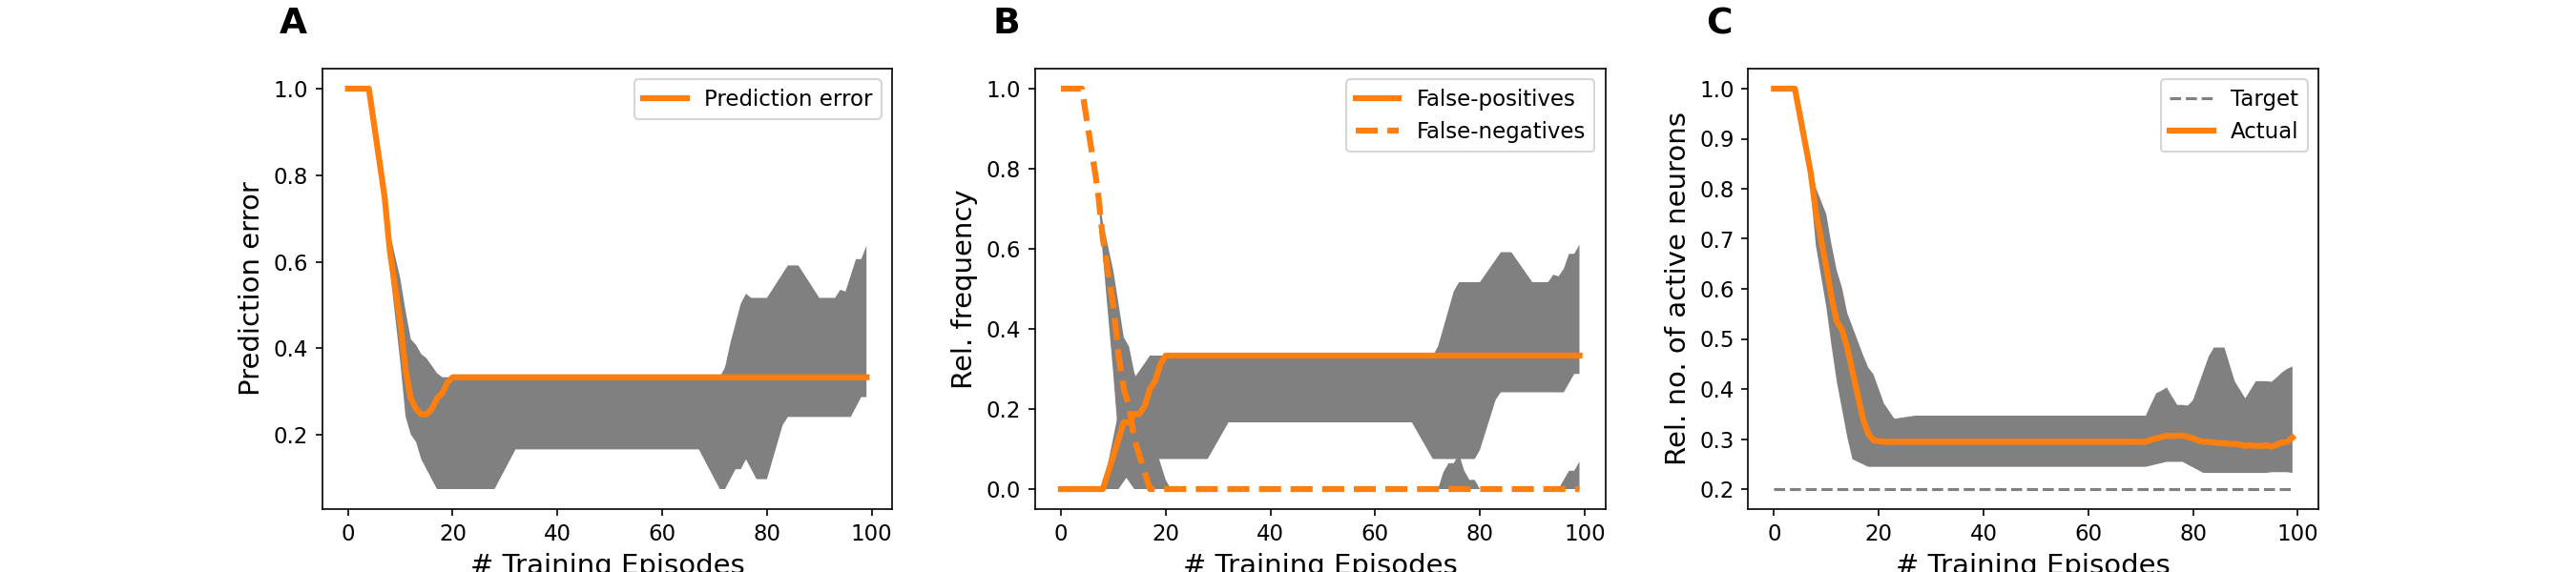 A
Prediction error
1.0
0.8
0.6
0.4
0.2
Prediction error
0
20
40
60
80
100
# Training Episodes
B
False-positives
False-negatives
1.0
0.8
0.6
0.4
0.2
0.0
Rel. frequency
0
20
40
60
80
100
# Training Episodes
C
Target
Actual
1.0
0.9
0.8
0.7
0.6
0.5
0.4
0.3
0.2
Rel. no. of active neurons
0
20
40
60
80
100
# Training Episodes